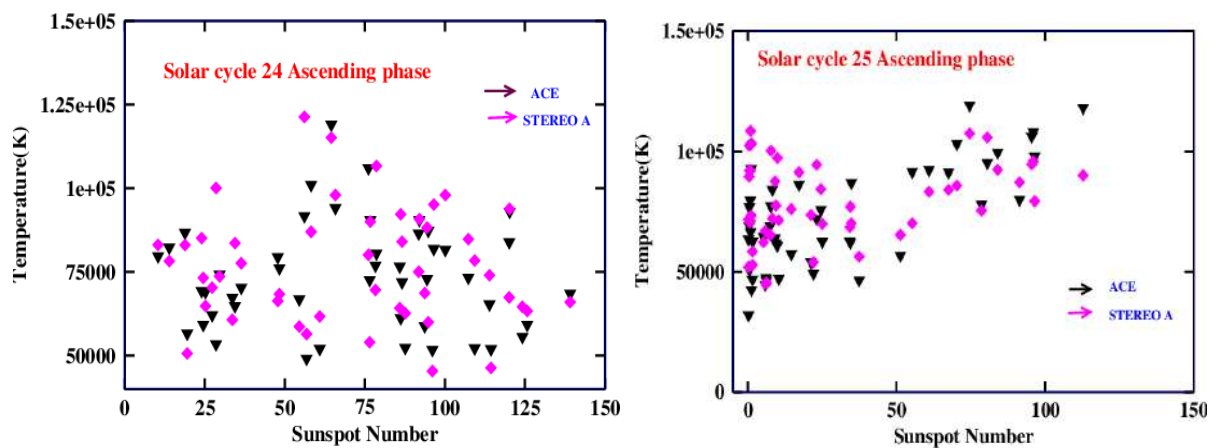 1.5e+05
Solar cycle 24 Ascending phase
ACE
STEREO A
1.25e+05
1e+05
75000
50000
Temperature(K)
0 25 50 75 100 125 150
Sunspot Number
1.5e+05
Solar cycle 25 Ascending phase
1e+05
50000
0
Temperature(K)
ACE
STEREO A
0 50 100 150
Sunspot Number